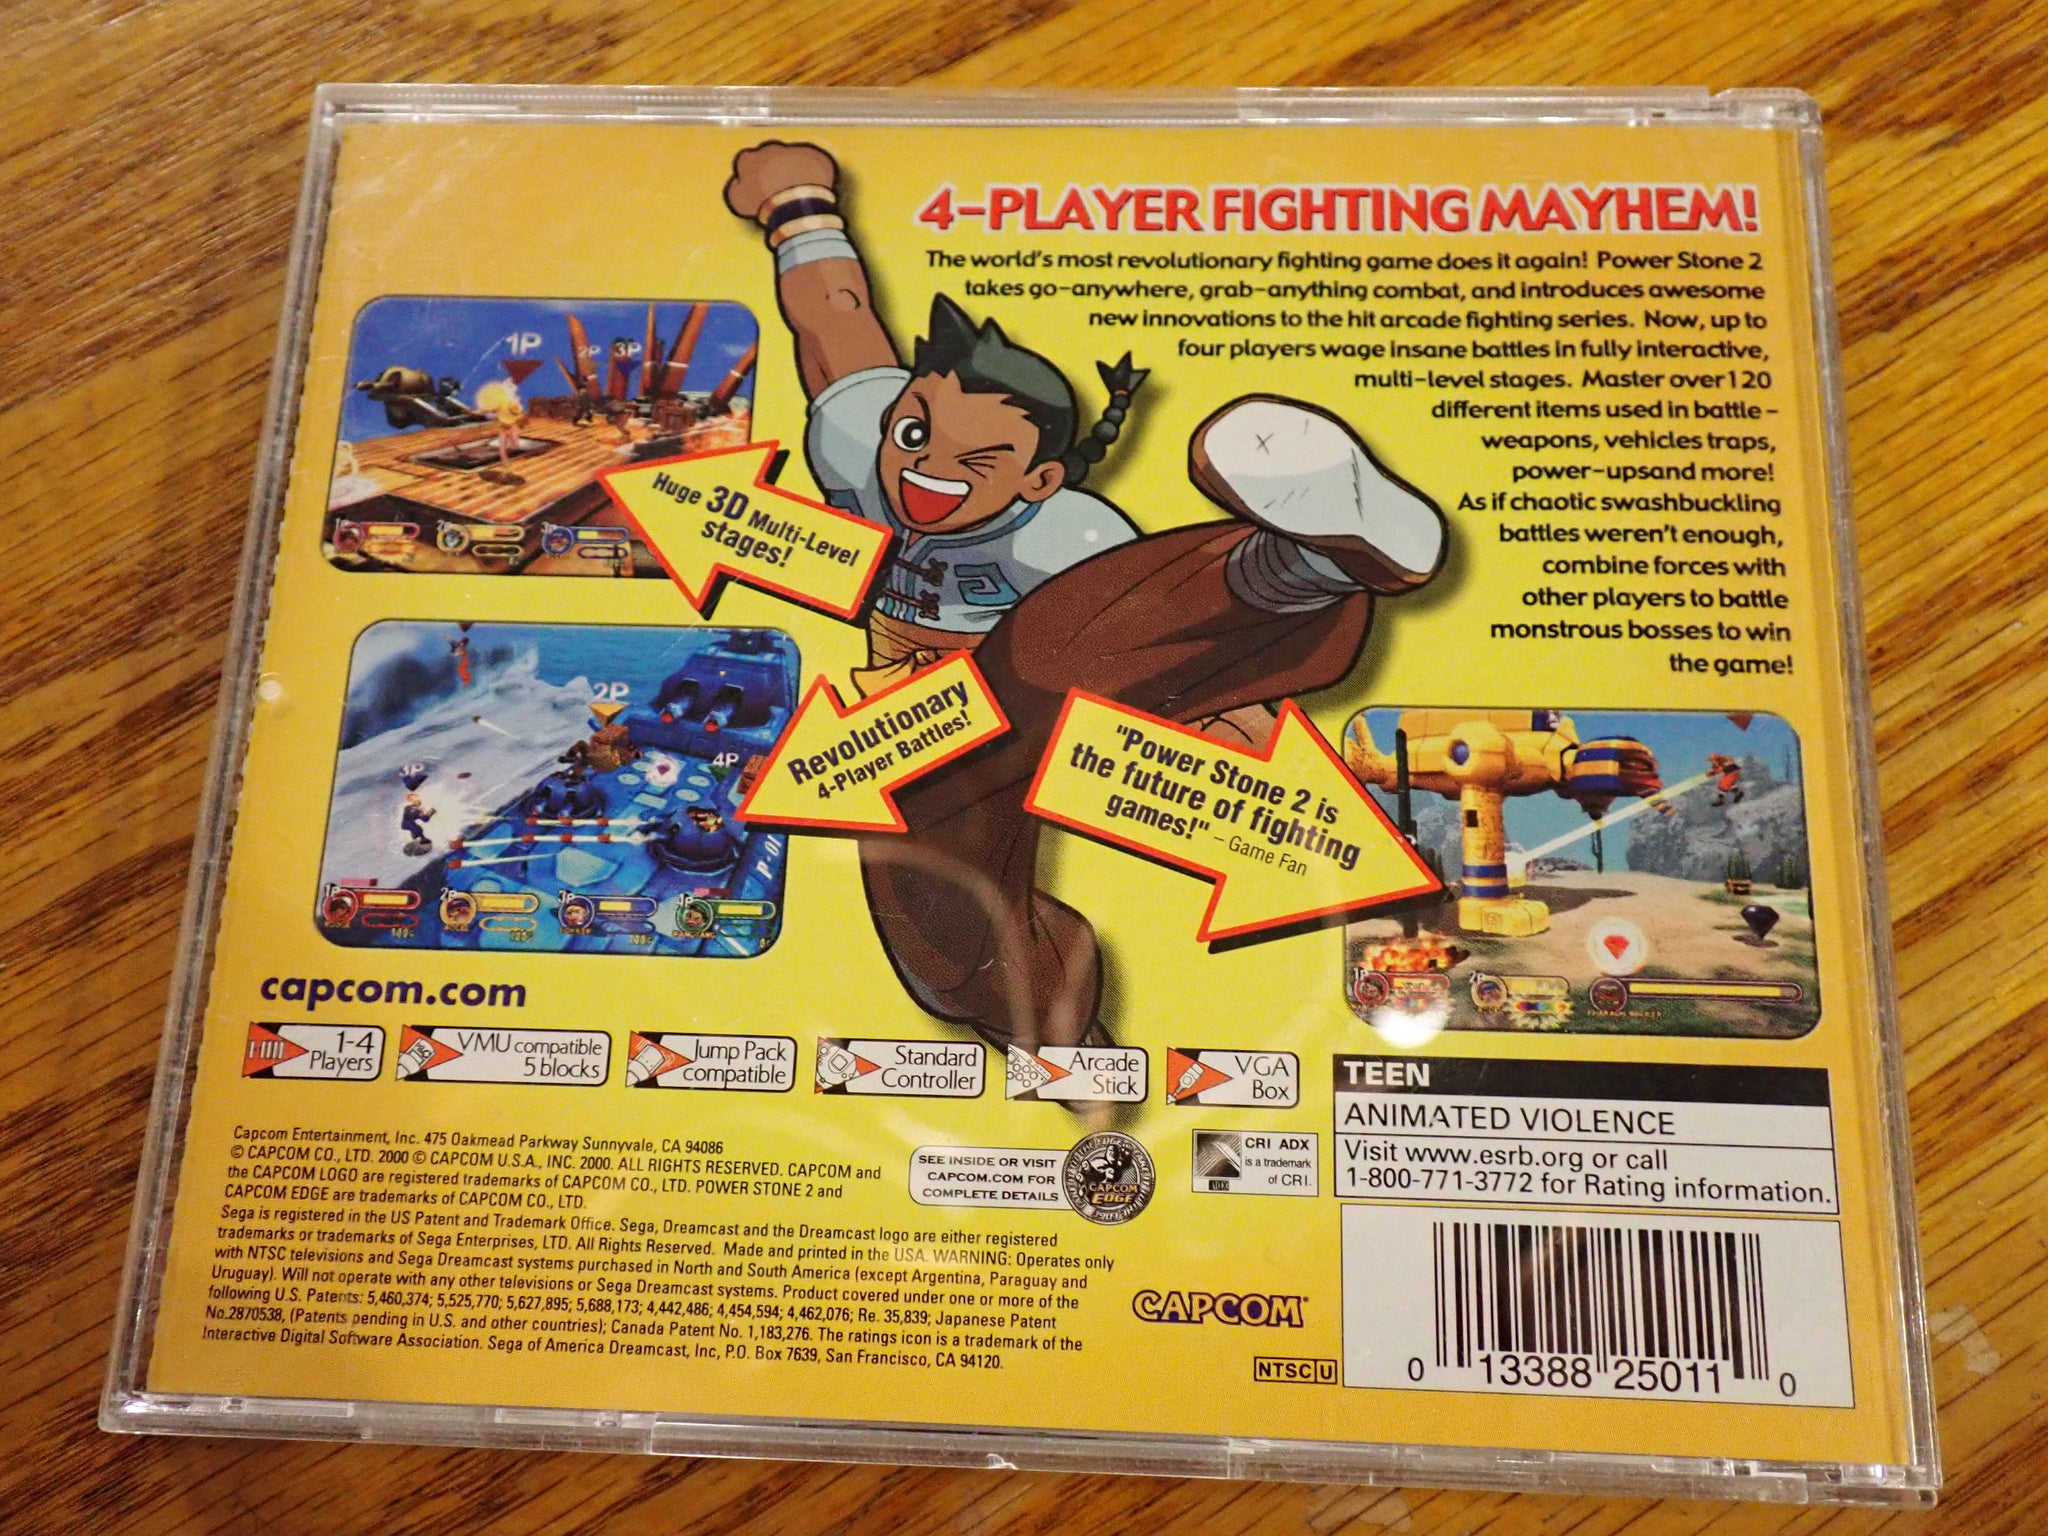 4-PLAYER FIGHTING MAYHEM!
The world's most revolutionary fighting game does it again! Power Stone 2
takes go-anywhere, grab-anything combat, and introduces awesome
new innovations to the hit arcade fighting series. Now, up to
four players wage insane battles in fully interactive,
multi-level stages. Master over 120
different items used in battle -
weapons, vehicles traps,
power-upsand more!
As if chaotic swashbuckling
battles weren't enough,
combine forces with
other players to battle
monstrous bosses to win
the game!
1P
2P 3P
Huge 3D Multi-Level
stages!
2P
4P
3P
Revolutionary
4-Player Battles!
"Power Stone 2 is
the future of fighting
games!" – Game Fan
capcom.com
1-4
Players
VMU compatible
5 blocks
Jump Pack
compatible
Standard
Controller
Arcade
Stick
VGA
Box
TEEN
ANIMATED VIOLENCE
Visit www.esrb.org or call
1-800-771-3772 for Rating information.
Capcom Entertainment, Inc. 475 Oakmead Parkway Sunnyvale, CA 94086
© CAPCOM CO., LTD. 2000 © CAPCOM U.S.A., INC. 2000. ALL RIGHTS RESERVED. CAPCOM and
the CAPCOM LOGO are registered trademarks of CAPCOM CO., LTD. POWER STONE 2 and
CAPCOM EDGE are trademarks of CAPCOM CO., LTD.
Sega is registered in the US Patent and Trademark Office. Sega, Dreamcast and the Dreamcast logo are either registered
trademarks or trademarks of Sega Enterprises, LTD. All Rights Reserved. Made and printed in the USA. WARNING: Operates only
with NTSC televisions and Sega Dreamcast systems purchased in North and South America (except Argentina, Paraguay and
Uruguay). Will not operate with any other televisions or Sega Dreamcast systems. Product covered under one or more of the
following U.S. Patents: 5,460,374; 5,525,770; 5,627,895; 5,688,173; 4,442,486; 4,454,594; 4,462,076; Re. 35,839; Japanese Patent
No.2870538, (Patents pending in U.S. and other countries); Canada Patent No. 1,183,276. The ratings icon is a trademark of the
Interactive Digital Software Association. Sega of America Dreamcast, Inc, P.O. Box 7639, San Francisco, CA 94120.
SEE INSIDE OR VISIT
CAPCOM.COM FOR
COMPLETE DETAILS
CAPCOM
EDGE
CRI ADX
is a trademark
of CRI.
ADX
CAPCOM
NTSC U
0 13388 25011 0